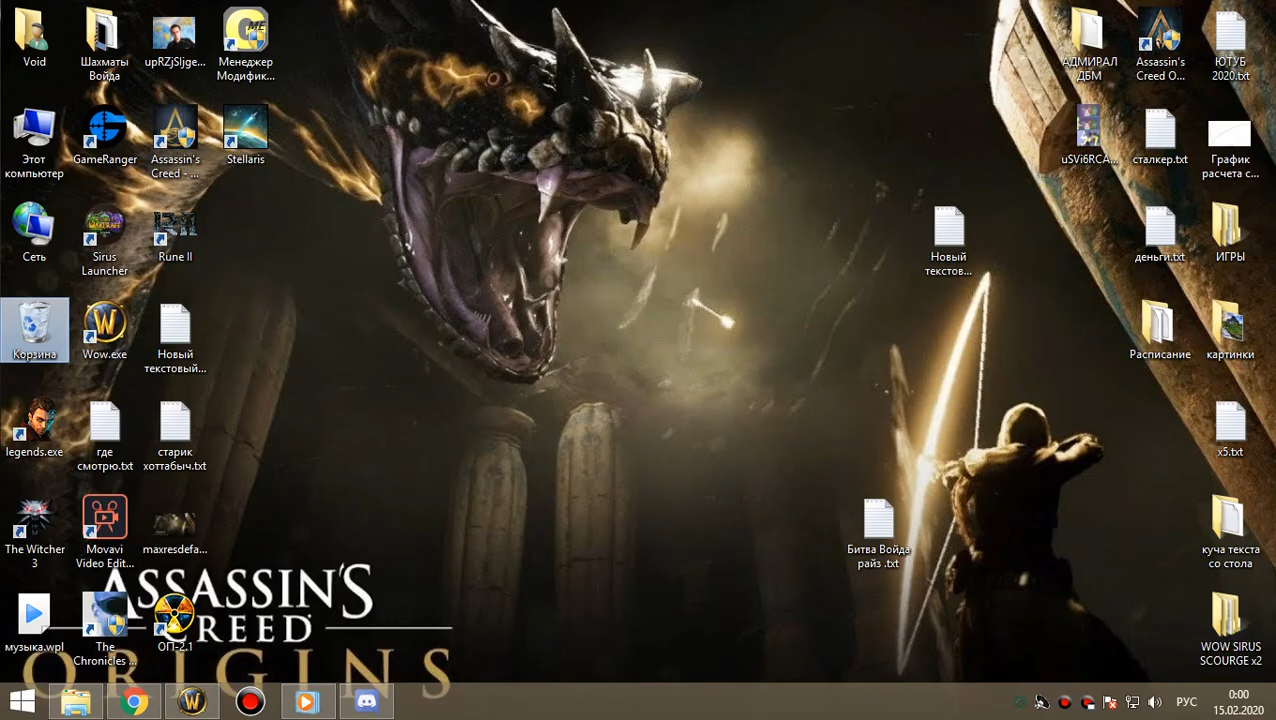 Void
Шахматы
Войда
upRZjSljge...
Менеджер
Модифик...
АДМИРАЛ
ДБМ
Assassin's
Creed O...
ЮТУБ
2020.txt
Этот
компьютер
GameRanger
Assassin's
Creed - ...
Stellaris
uSVi6RCA...
сталкер.txt
График
расчета с...
Сеть
Sirus
Launcher
Rune II
Новый
текстов...
деньги.txt
ИГРЫ
Корзина
Wow.exe
Новый
текстовый...
Расписание
картинки
legends.exe
где
смотрю.txt
старик
хоттабыч.txt
x5.txt
The Witcher
3
Movavi
Video Edit...
maxresdefa...
Битва Войда
райз .txt
куча текста
со стола
ASSASSIN'S
CREED
ORIGINS
музыка.wpl
The
Chronicles ...
ОП-2.1
WOW SIRUS
SCOURGE x2
РУС
0:00
15.02.2020